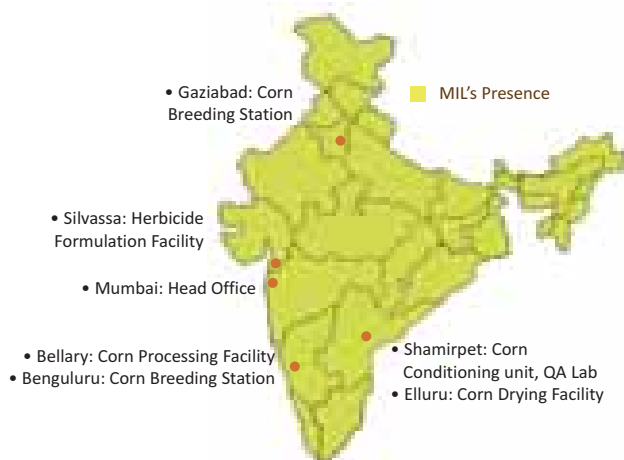 • Gaziabad: Corn
Breeding Station
MIL's Presence
• Silvassa: Herbicide
Formulation Facility
• Mumbai: Head Office
• Bellary: Corn Processing Facility
• Benguluru: Corn Breeding Station
• Shamirpet: Corn
Conditioning unit, QA Lab
• Elluru: Corn Drying Facility